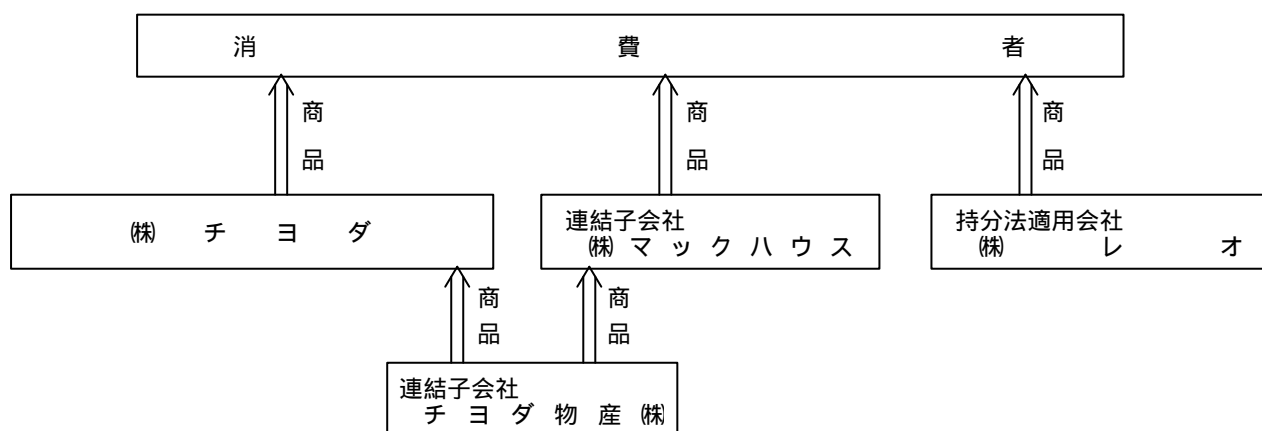 消費者
商品
商品
商品
㈱チヨダ
連結子会社
㈱マックハウス
持分法適用会社
㈱レオ
商品
商品
連結子会社
チヨダ物産㈱